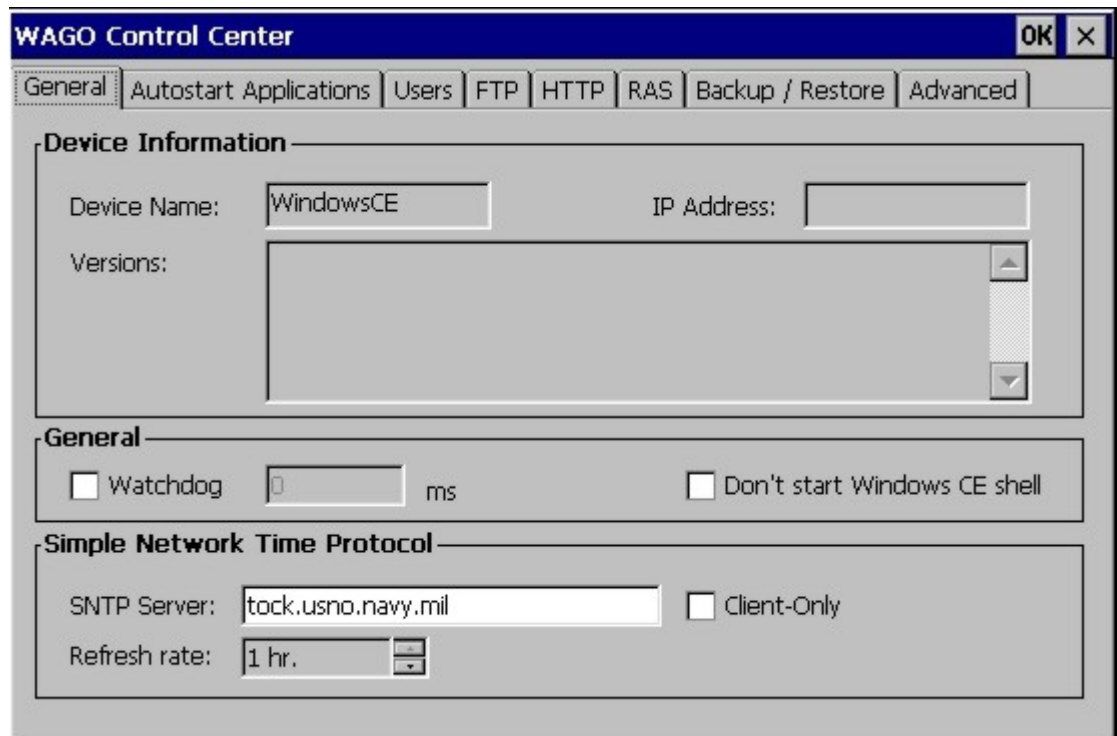 WAGO Control Center OK ×
General Autostart Applications Users FTP HTTP RAS Backup / Restore Advanced
Device Information
Device Name: WindowsCE IP Address:
Versions:
General
Watchdog 0 ms Don't start Windows CE shell
Simple Network Time Protocol
SNTP Server: tock.usno.navy.mil Client-Only
Refresh rate: 1 hr.